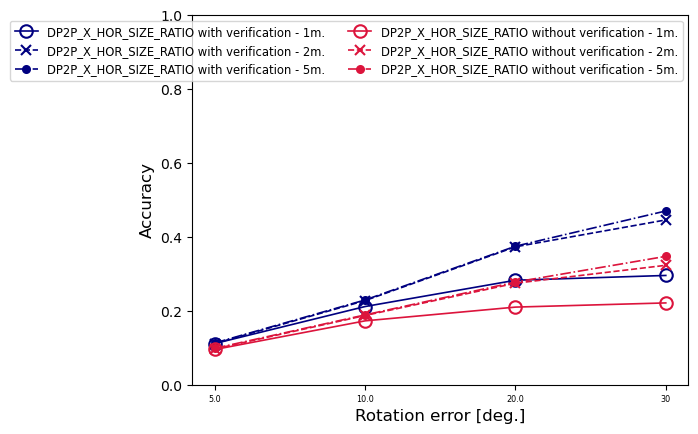 1.0
DP2P_X_HOR_SIZE_RATIO with verification - 1m.
DP2P_X_HOR_SIZE_RATIO without verification - 1m.
DP2P_X_HOR_SIZE_RATIO with verification - 2m.
DP2P_X_HOR_SIZE_RATIO without verification - 2m.
DP2P_X_HOR_SIZE_RATIO with verification - 5m.
DP2P_X_HOR_SIZE_RATIO without verification - 5m.
0.8
0.6
0.4
0.2
0.0
Accuracy
5.0 10.0 20.0 30
Rotation error [deg.]